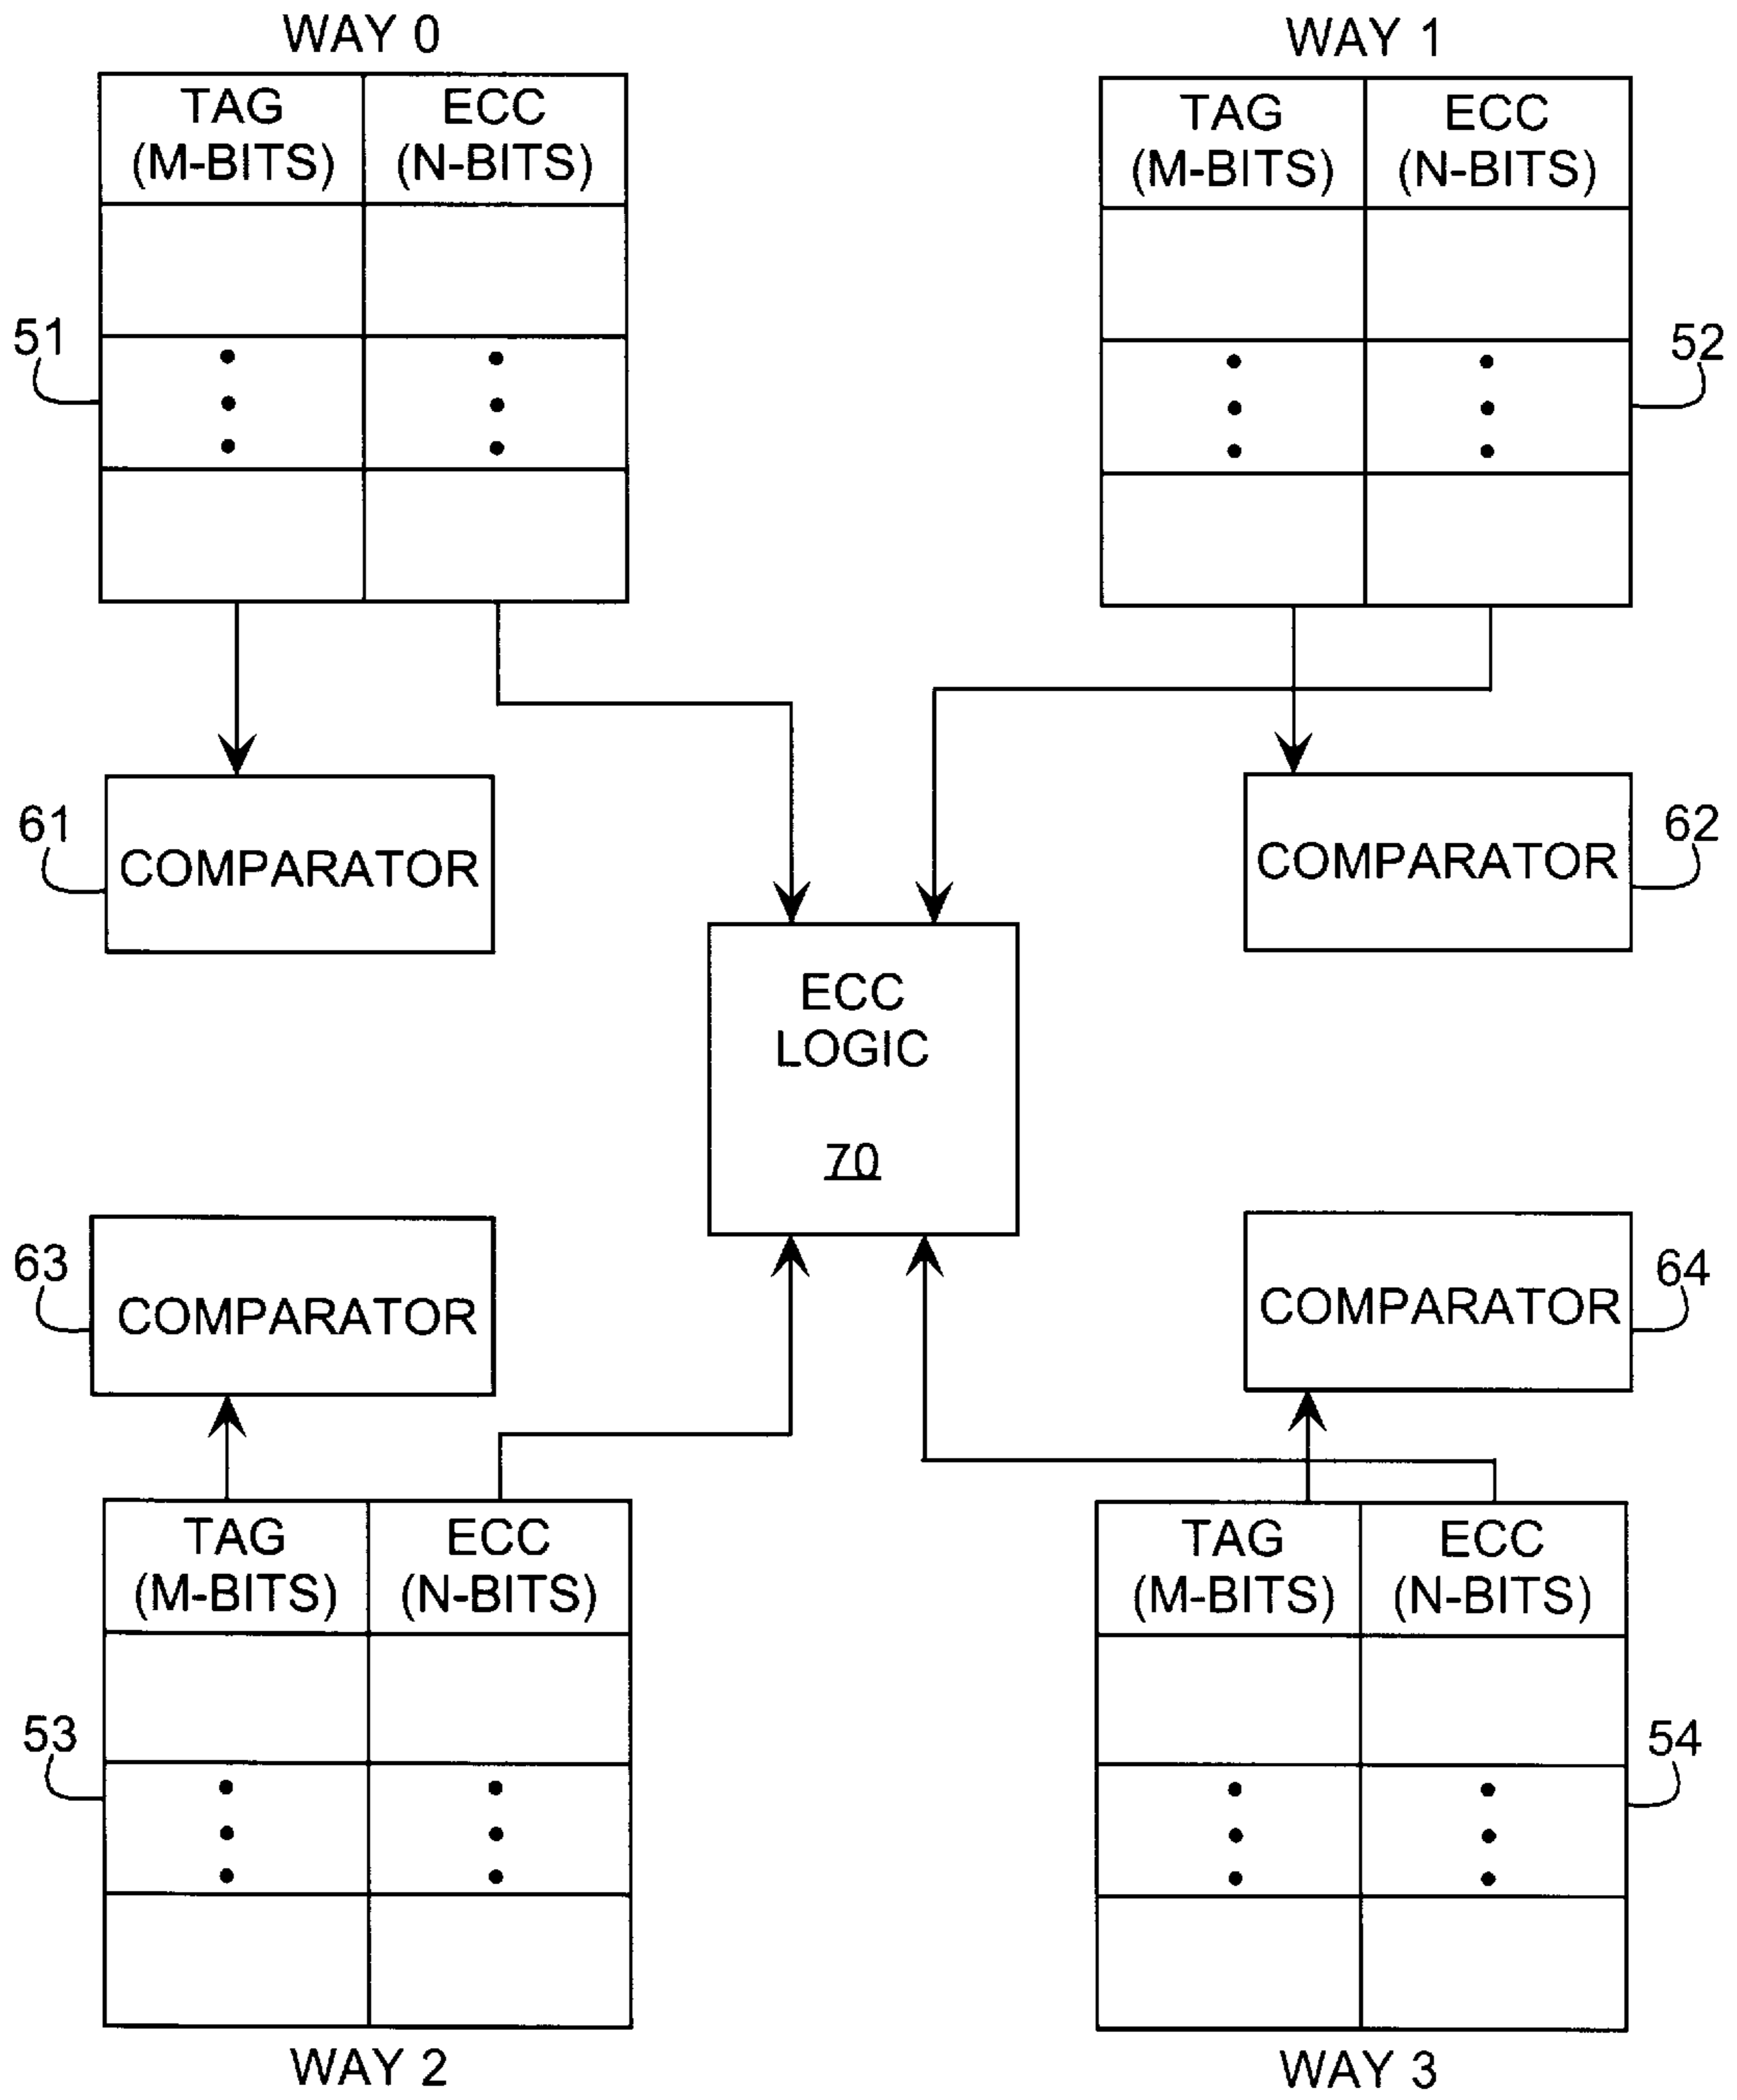 WAY 0
WAY 1
TAG
(M-BITS)
ECC
(N-BITS)
TAG
(M-BITS)
ECC
(N-BITS)
51
52
61
COMPARATOR
62
COMPARATOR
ECC
LOGIC
70
63
COMPARATOR
64
COMPARATOR
TAG
(M-BITS)
ECC
(N-BITS)
TAG
(M-BITS)
ECC
(N-BITS)
53
54
WAY 2
WAY 3